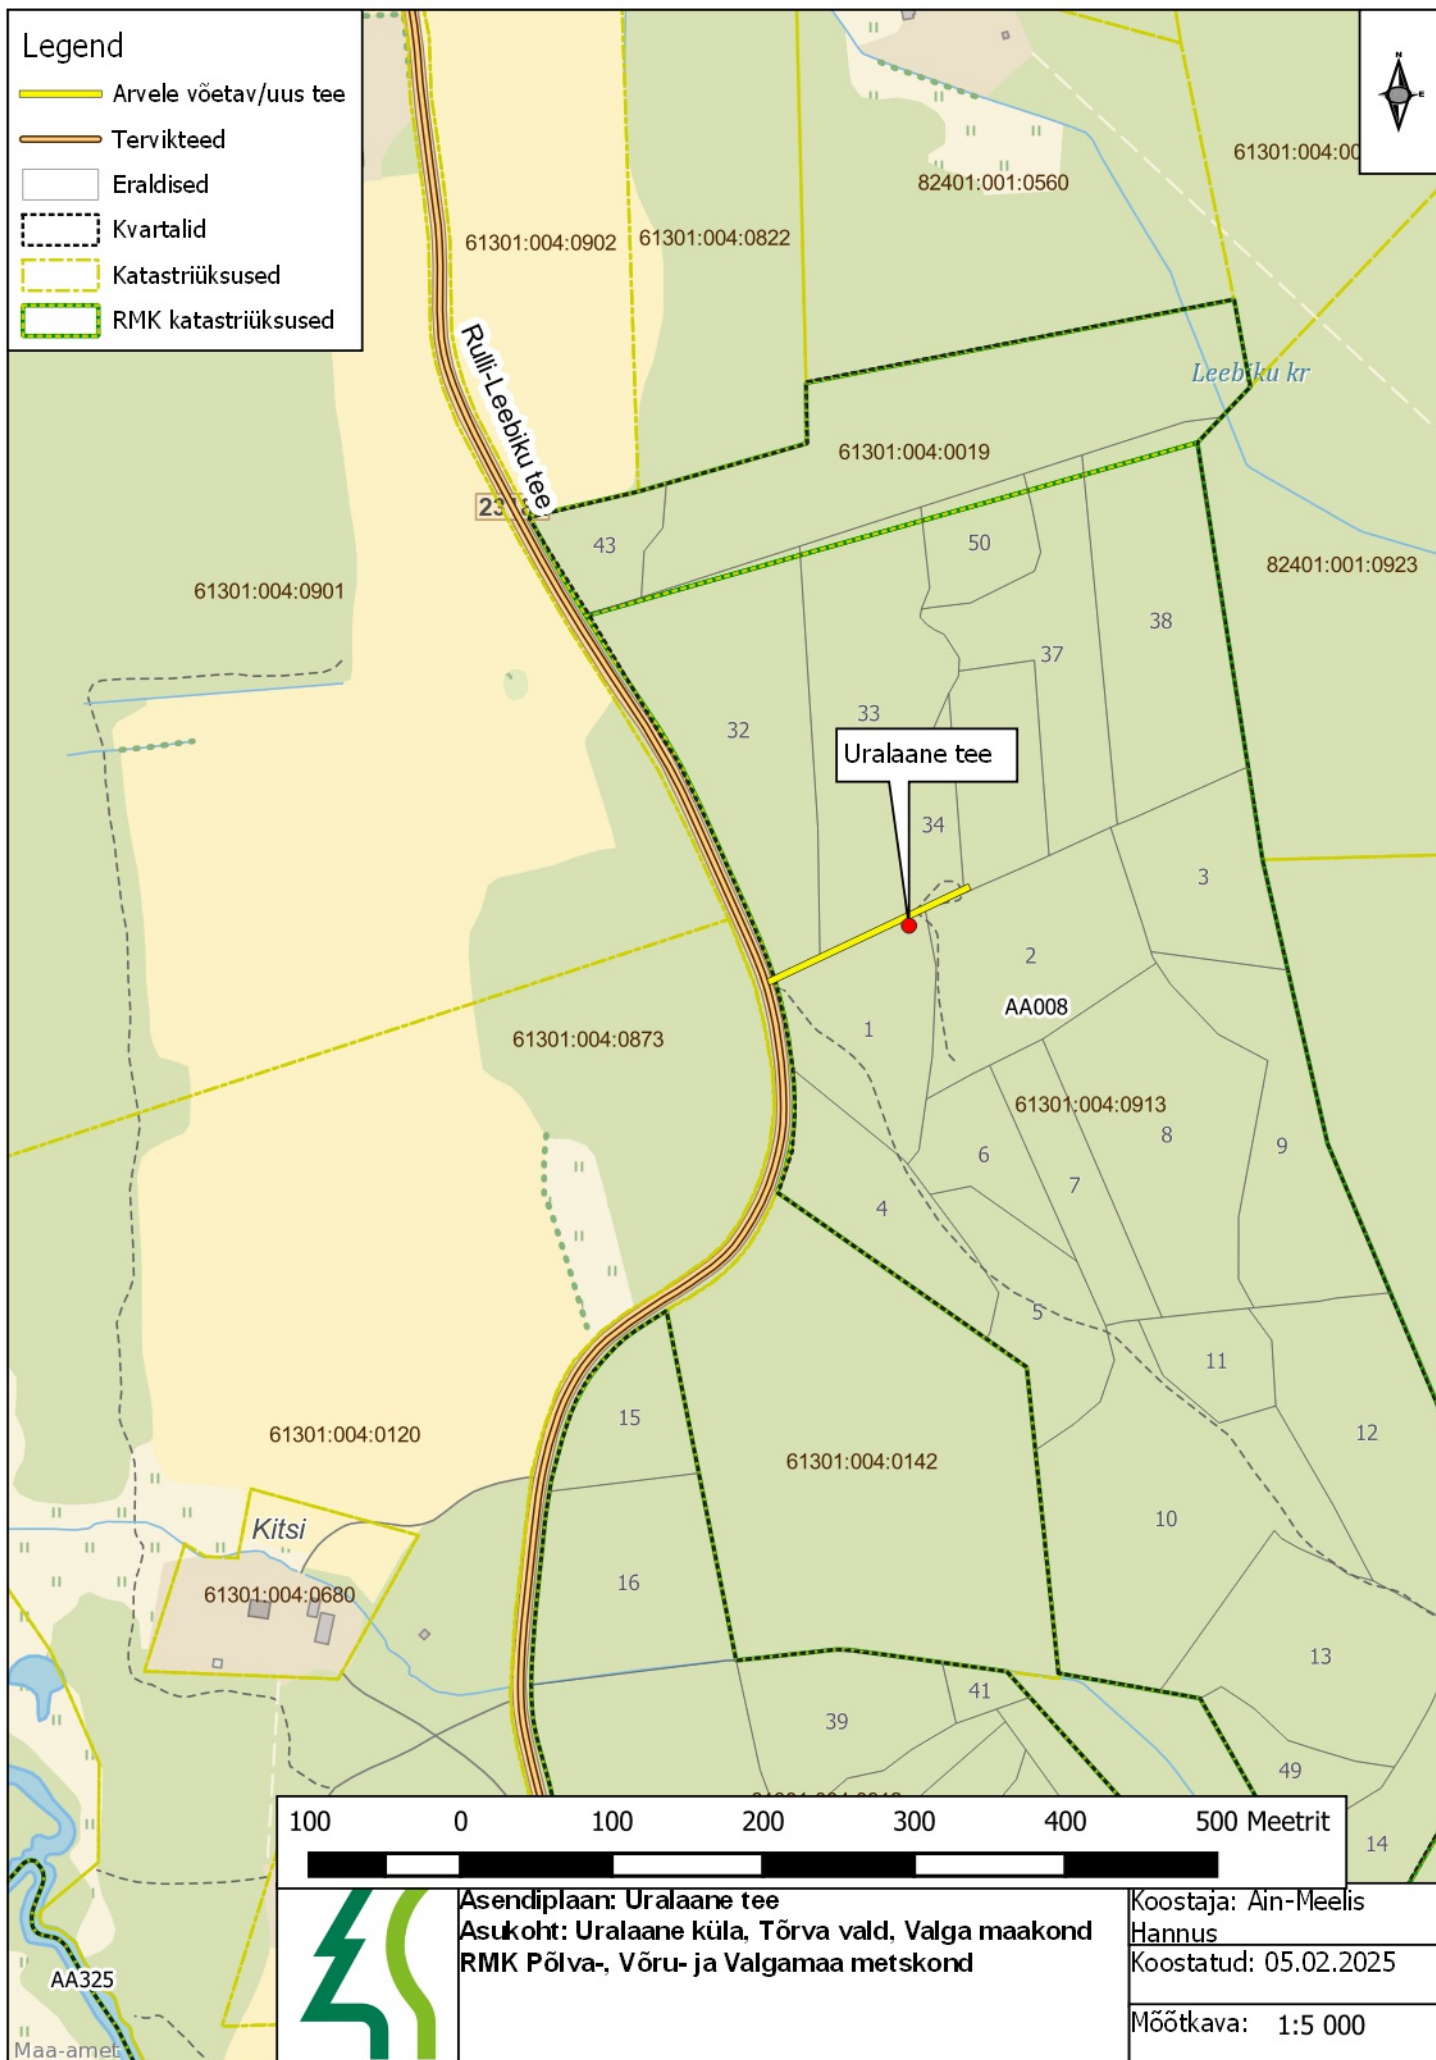 Legend
Arvele võetav/uus tee
Tervikteed
Eraldised
Kvartalid
Katastriüksused
RMK katastriüksused
N
E
61301:004:00
82401:001:0560
61301:004:0902
61301:004:0822
Rulli-Leebiku tee
Leebiku kr
61301:004:0019
43
50
82401:001:0923
61301:004:0901
38
37
33
32
Uralaane tee
34
3
2
AA008
1
61301:004:0873
61301:004:0913
8
9
6
7
4
5
11
15
12
61301:004:0120
61301:004:0142
10
Kitsi
16
61301:004:0680
13
41
39
49
14
100 0 100 200 300 400 500 Meetrit
Asendiplaan: Uralaane tee
Asukoht: Uralaane küla, Tõrva vald, Valga maakond
RMK Põlva-, Võru- ja Valgamaa metskond
Koostaja: Ain-Meelis
Hannus
Koostatud: 05.02.2025
Mõõtkava: 1:5 000
AA325
Maa-amet